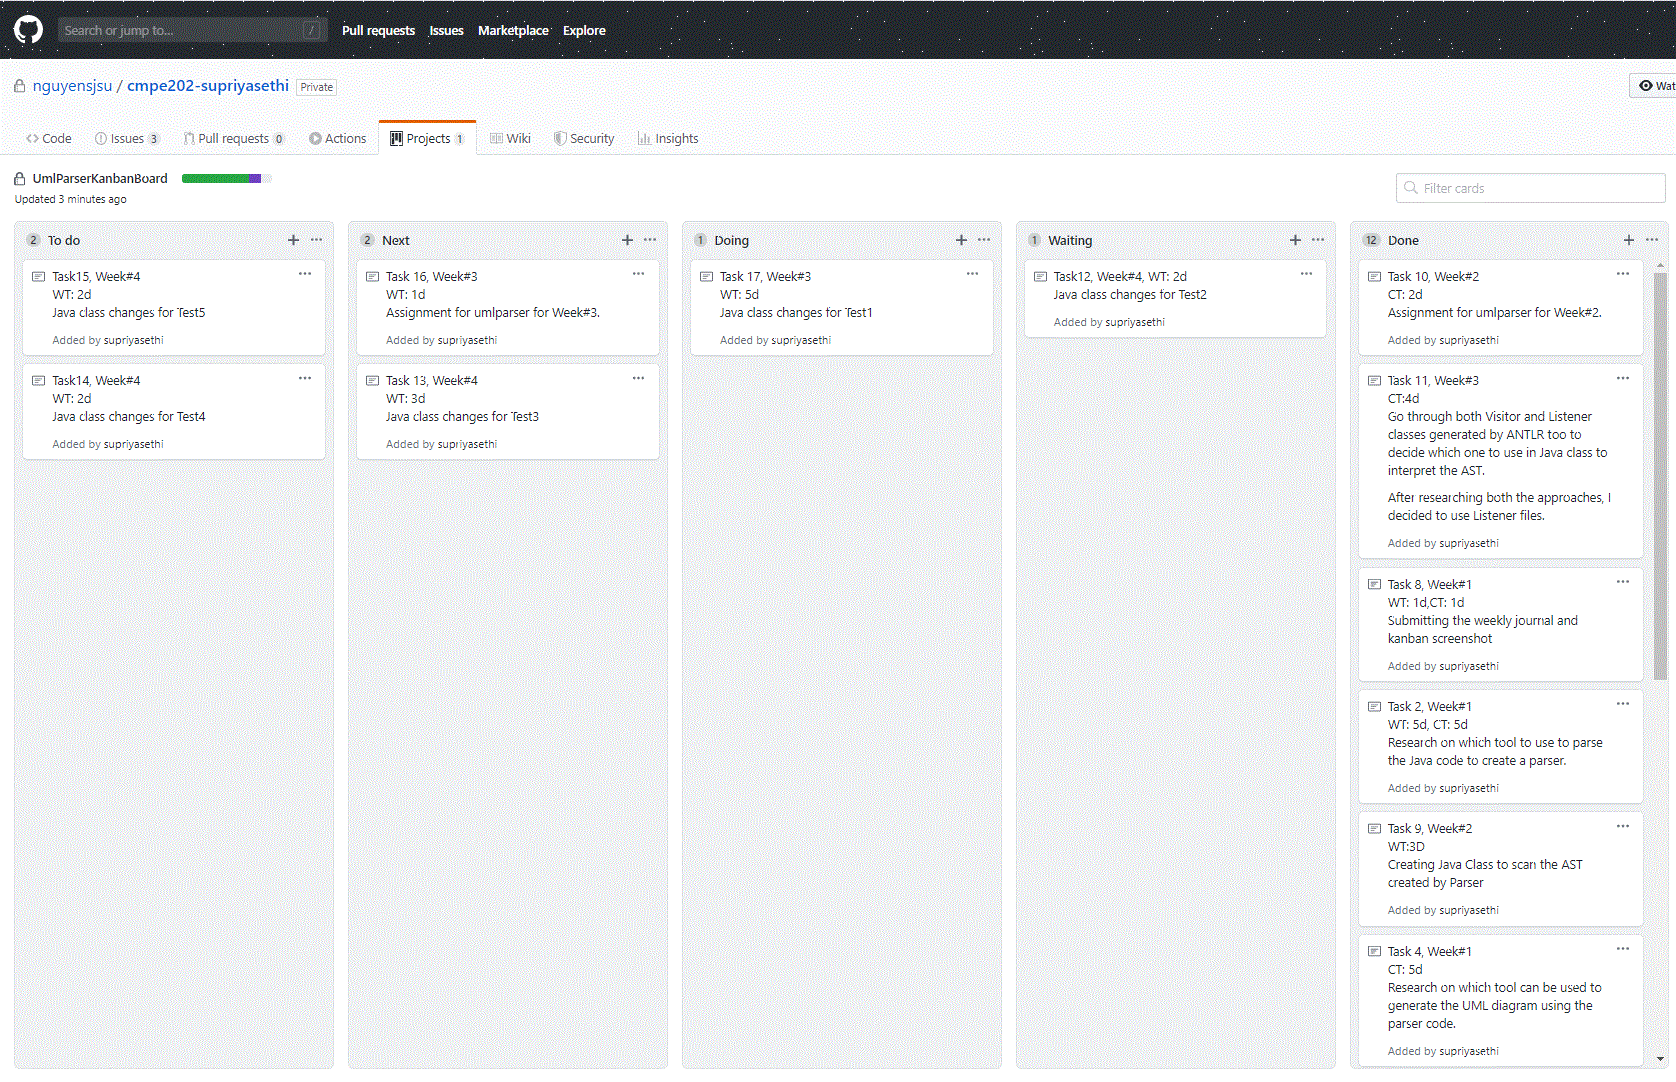 Search or jump to... /
Pull requests Issues Marketplace Explore
nguyensjsu / cmpe202-supriyasethi Private
Wat
Code Issues 3 Pull requests 0 Actions Projects 1 Wiki Security Insights
UmlParserKanbanBoard
Updated 3 minutes ago
Filter cards
2 To do
Task15, Week#4
WT: 2d
Java class changes for Test5
Added by supriyasethi
Task14, Week#4
WT: 2d
Java class changes for Test4
Added by supriyasethi
2 Next
Task 16, Week#3
WT: 1d
Assignment for umlparser for Week#3.
Added by supriyasethi
Task 13, Week#4
WT: 3d
Java class changes for Test3
Added by supriyasethi
1 Doing
Task 17, Week#3
WT: 5d
Java class changes for Test1
Added by supriyasethi
1 Waiting
Task12, Week#4, WT: 2d
Java class changes for Test2
Added by supriyasethi
12 Done
Task 10, Week#2
CT: 2d
Assignment for umlparser for Week#2.
Added by supriyasethi
Task 11, Week#3
CT:4d
Go through both Visitor and Listener
classes generated by ANTLR too to
decide which one to use in Java class to
interpret the AST.
After researching both the approaches, I
decided to use Listener files.
Added by supriyasethi
Task 8, Week#1
WT: 1d,CT: 1d
Submitting the weekly journal and
kanban screenshot
Added by supriyasethi
Task 2, Week#1
WT: 5d, CT: 5d
Research on which tool to use to parse
the Java code to create a parser.
Added by supriyasethi
Task 9, Week#2
WT:3D
Creating Java Class to scan the AST
created by Parser
Added by supriyasethi
Task 4, Week#1
CT: 5d
Research on which tool can be used to
generate the UML diagram using the
parser code.
Added by supriyasethi